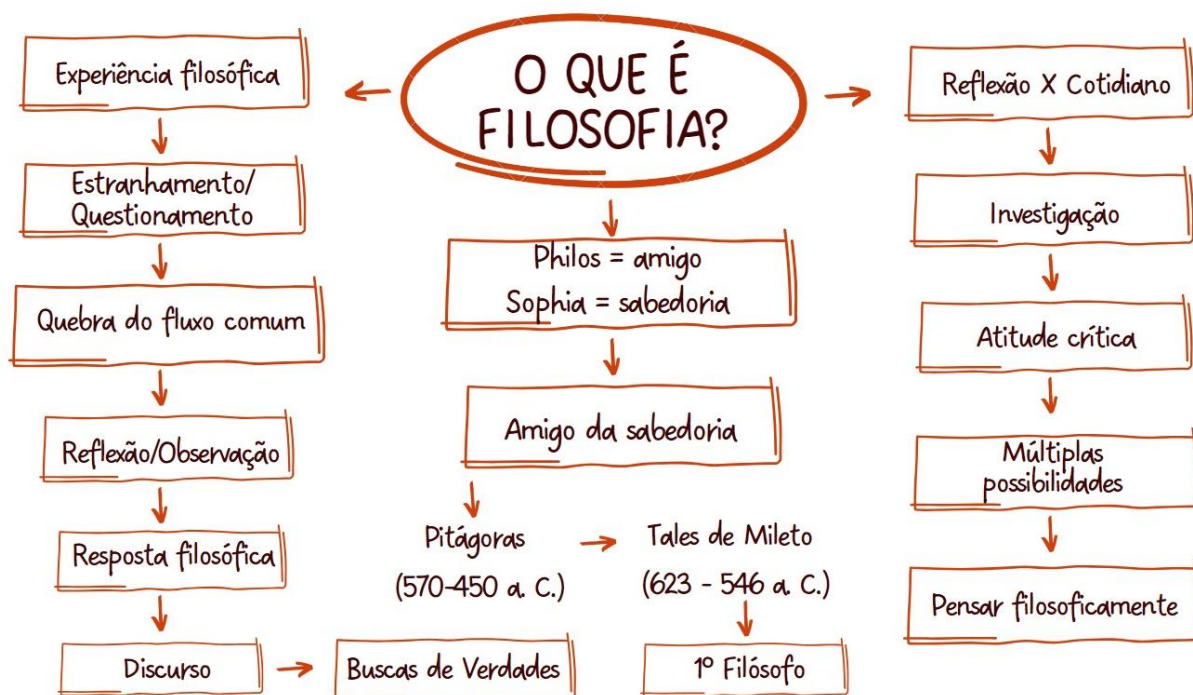 O QUE É
FILOSOFIA?
Experiência filosófica
Estranhamento/
Questionamento
Quebra do fluxo comum
Reflexão/Observação
Resposta filosófica
Discurso
Buscas de Verdades
Philos = amigo
Sophia = sabedoria
Amigo da sabedoria
Pitágoras
(570-450 a. C.)
Tales de Mileto
(623 - 546 a. C.)
1º Filósofo
Reflexão X Cotidiano
Investigação
Atitude crítica
Múltiplas
possibilidades
Pensar filosoficamente